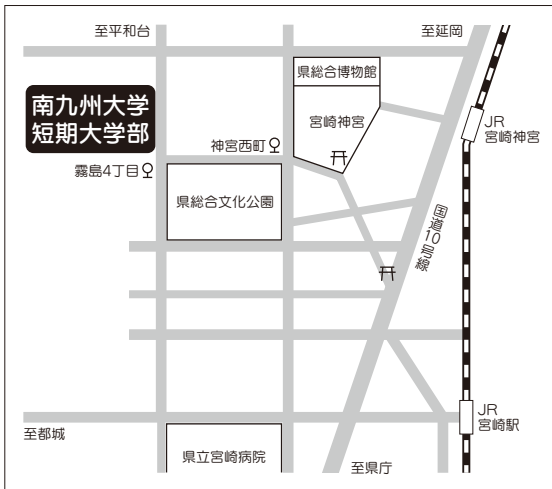 至平和台
至延岡
県総合博物館
南九州大学
短期大学部
宮崎神宮
JR
宮崎神宮
神宮西町
霧島4丁目
県総合文化公園
国道10号線
JR
宮崎駅
至都城
県立宮崎病院
至県庁